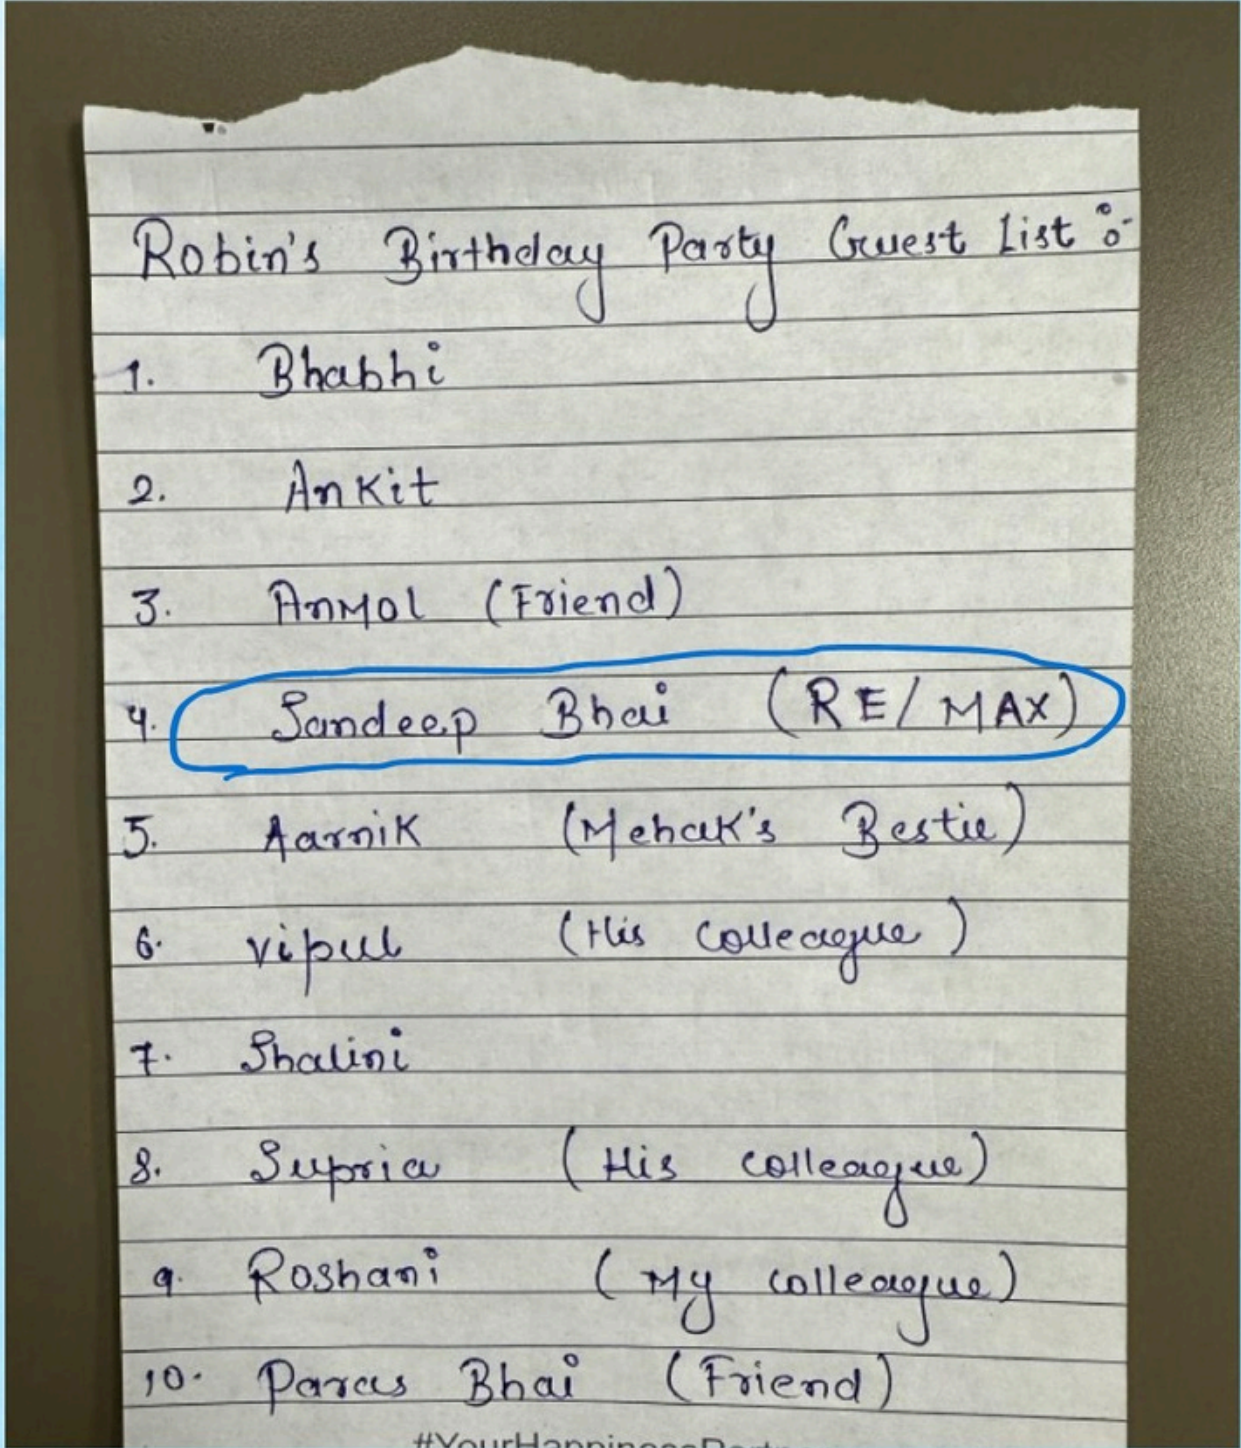 Robin's Birthday Party Guest List :-
1. Bhabhi
2. Ankit
3. Anmol (Friend)
4. Sandeep Bhai (RE/MAX)
5. Aarnik (Mehak's Bestie)
6. Vipul (His colleague)
7. Shalini
8. Supria (His colleague)
9. Roshani (My colleague)
10. Paras Bhai (Friend)